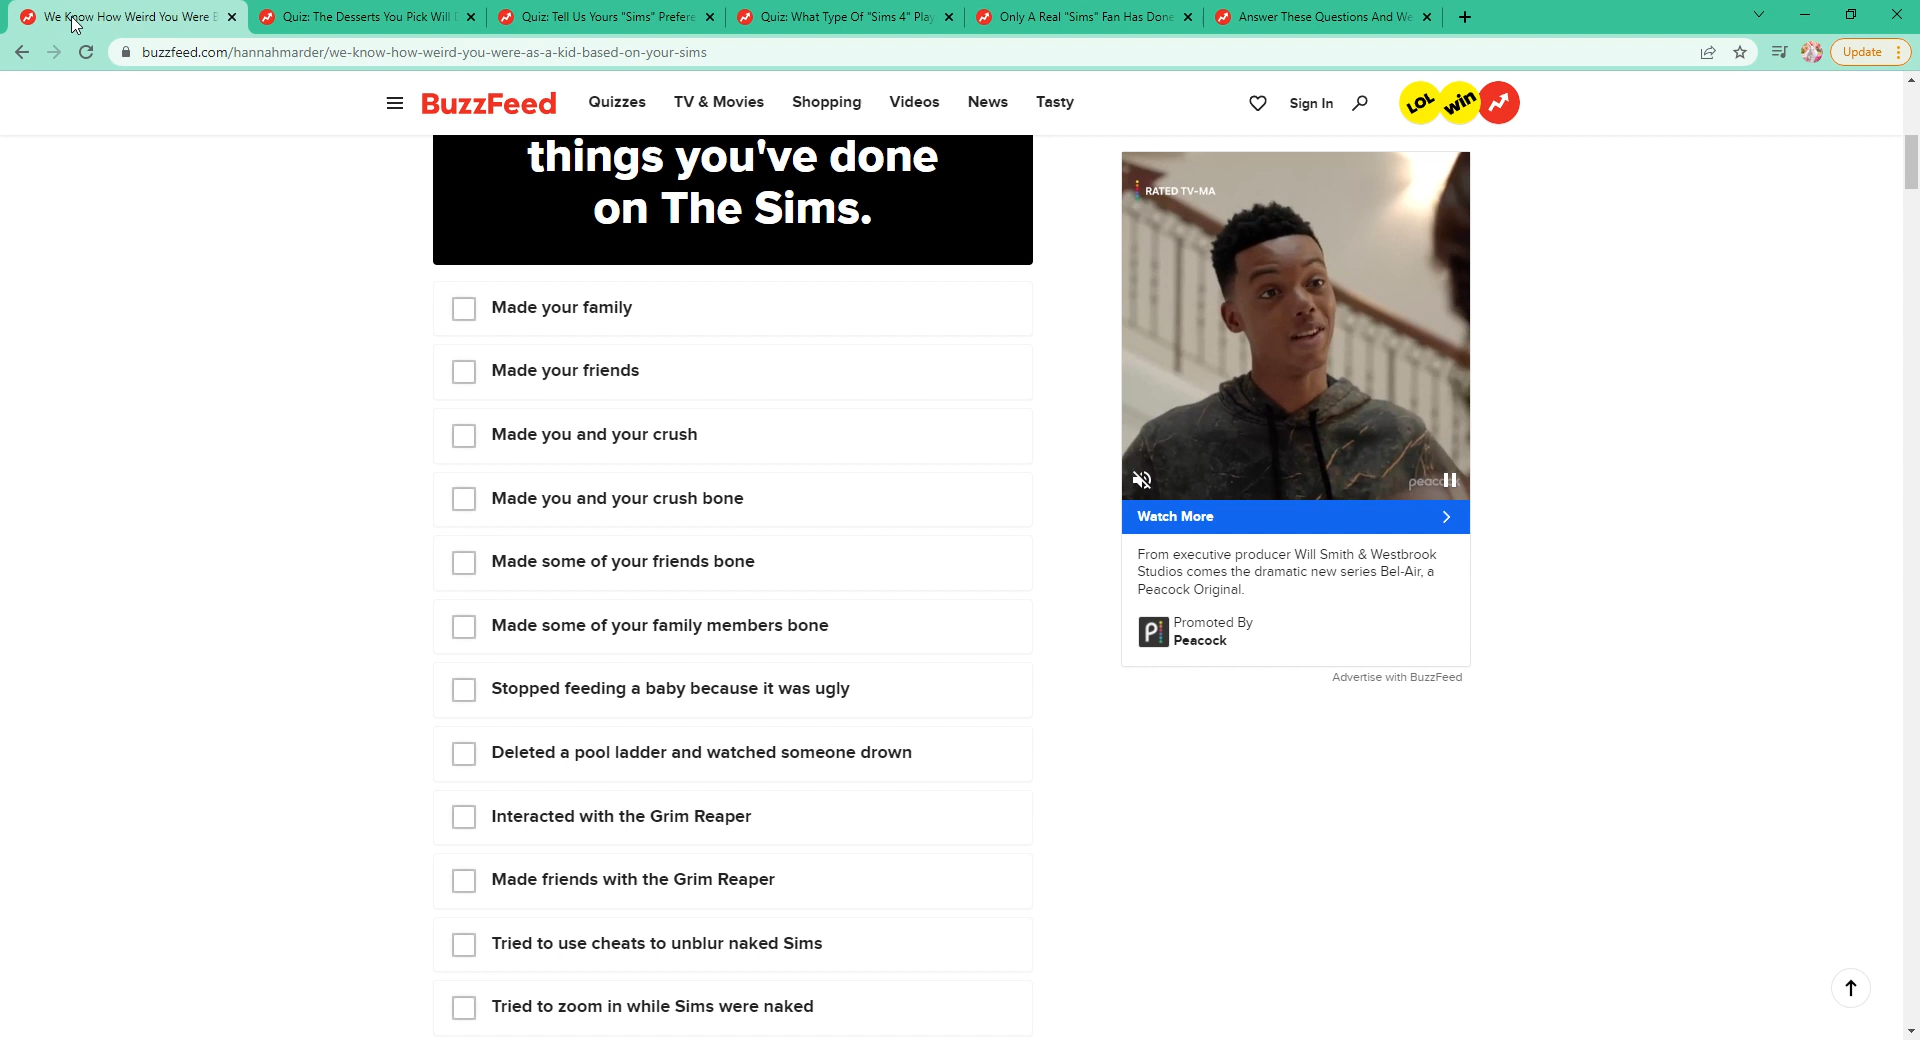 We Know How Weird You Were B
Quiz: The Desserts You Pick Will
Quiz: Tell Us Yours "Sims" Prefere
Quiz: What Type Of "Sims 4" Play
Only A Real "Sims" Fan Has Done
Answer These Questions And We
buzzfeed.com/hannahmarder/we-know-how-weird-you-were-as-a-kid-based-on-your-sims
Update
BuzzFeed
Quizzes
TV & Movies
Shopping
Videos
News
Tasty
Sign In
LOL
win
things you've done
on The Sims.
Made your family
Made your friends
Made you and your crush
Made you and your crush bone
Made some of your friends bone
Made some of your family members bone
Stopped feeding a baby because it was ugly
Deleted a pool ladder and watched someone drown
Interacted with the Grim Reaper
Made friends with the Grim Reaper
Tried to use cheats to unblur naked Sims
Tried to zoom in while Sims were naked
RATED TV-MA
Watch More
From executive producer Will Smith & Westbrook
Studios comes the dramatic new series Bel-Air, a
Peacock Original.
P
Promoted By
Peacock
Advertise with BuzzFeed